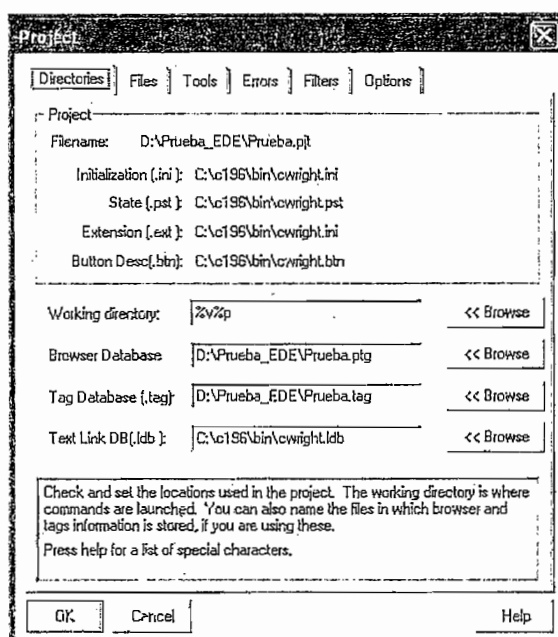 Project
Directories Files Tools Errors Filters Options
Project
Filename: D:\Prueba_EDE\Prueba.pjt
Initialization (.ini ): C:\c196\bin\cwright.ini
State (.pst ): C:\c196\bin\cwright.pst
Extension (.ext ): C:\c196\bin\cwright.ini
Button Desc(.btn): C:\c196\bin\cwright.btn
Working directory: %v%p << Browse
Browser Database D:\Prueba_EDE\Prueba.ptg << Browse
Tag Database (.tag) D:\Prueba_EDE\Prueba.tag << Browse
Text Link DB(.ldb ): C:\c196\bin\cwright.ldb << Browse
Check and set the locations used in the project. The working directory is where
commands are launched. You can also name the files in which browser and
tags information is stored, if you are using these.
Press help for a list of special characters.
OK Cancel Help